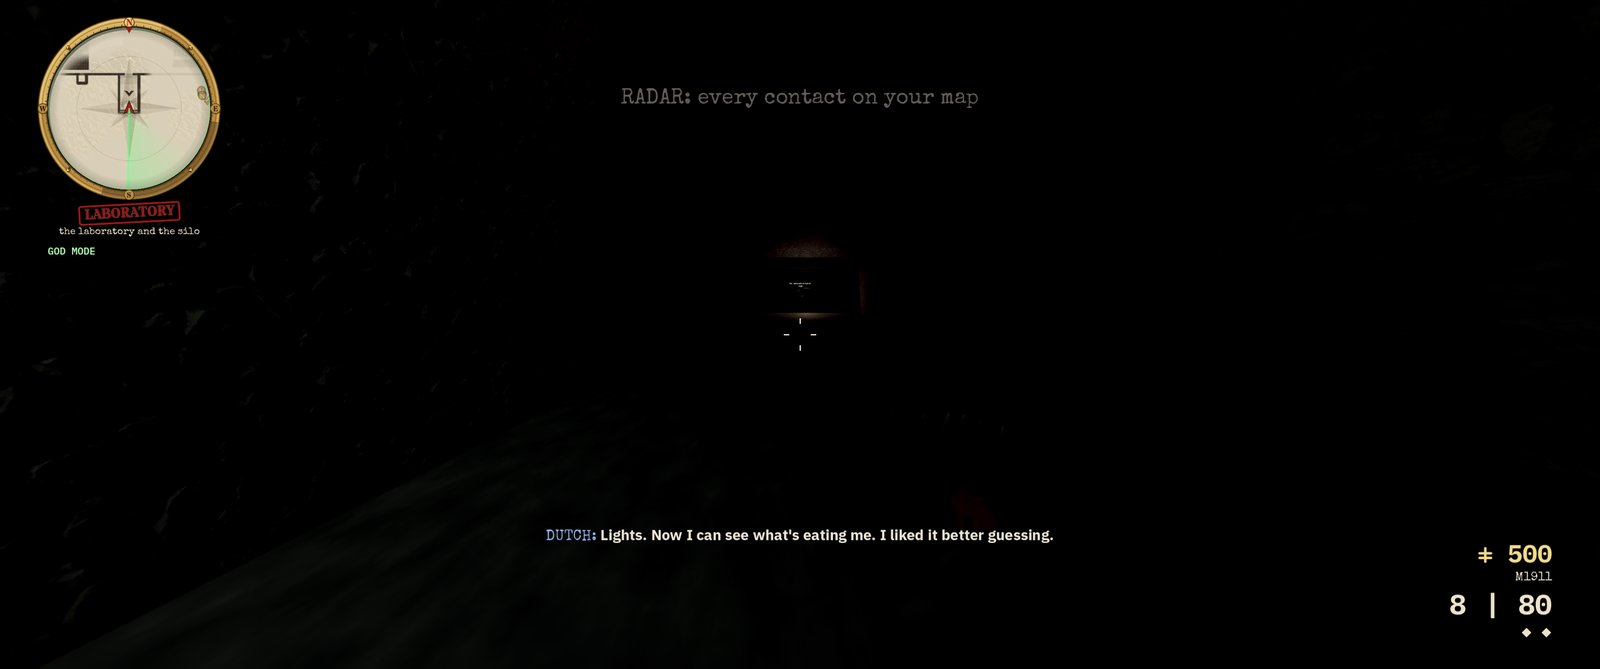 N
W
E
S
RADAR: every contact on your map
LABORATORY
the laboratory and the silo
GOD MODE
DUTCH: Lights. Now I can see what's eating me. I liked it better guessing.
500
M1911
8 | 80